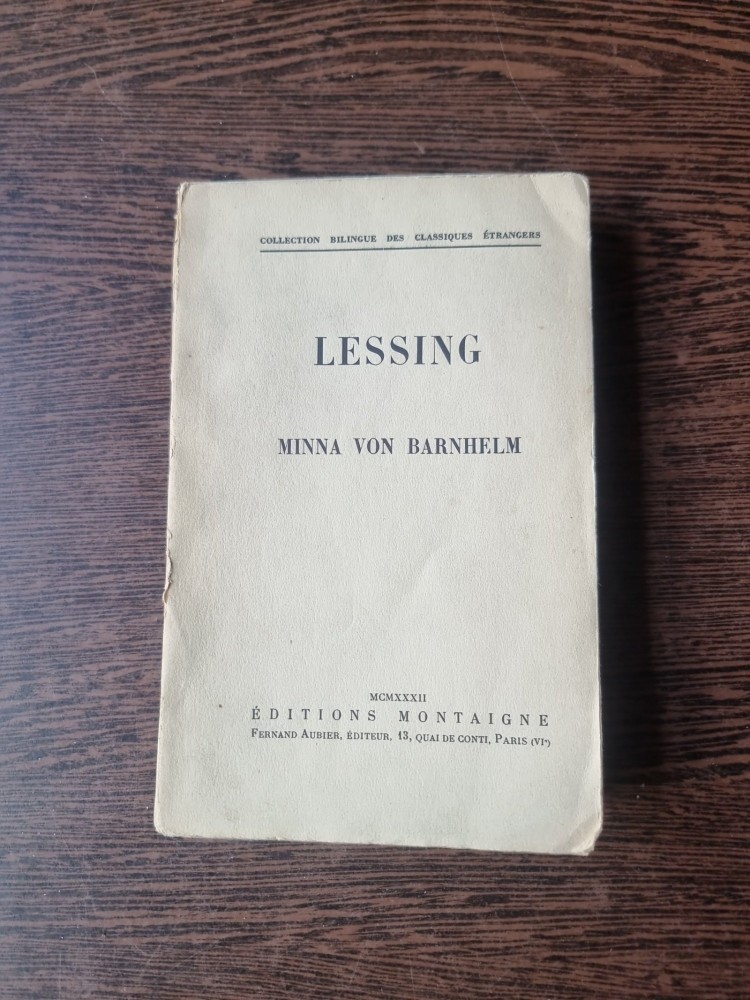 COLLECTION BILINGUE DES CLASSIQUES ÉTRANGERS
LESSING
MINNA VON BARNHELM
MCMXXXII
ÉDITIONS MONTAIGNE
FERNAND AUBIER, ÉDITEUR, 13, QUAI DE CONTI, PARIS (VIᵉ)